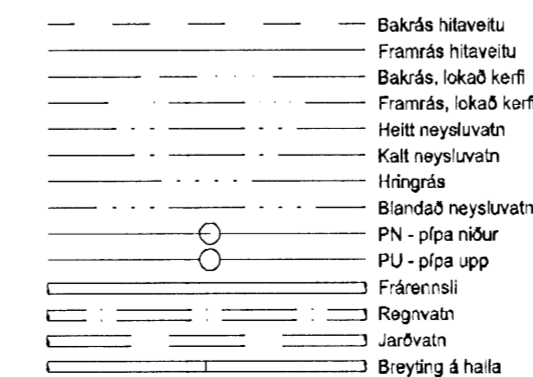 Bakrás hitaveitu
Framrás hitaveitu
Bakrás, lokað kerfi
Framrás, lokað kerfi
Heitt neysluvatn
Kalt neysluvatn
Hringrás
Blandað neysluvatn
PN - pípa niður
PU - pípa upp
Frárennsli
Regnvatn
Jarðvatn
Breyting á halla